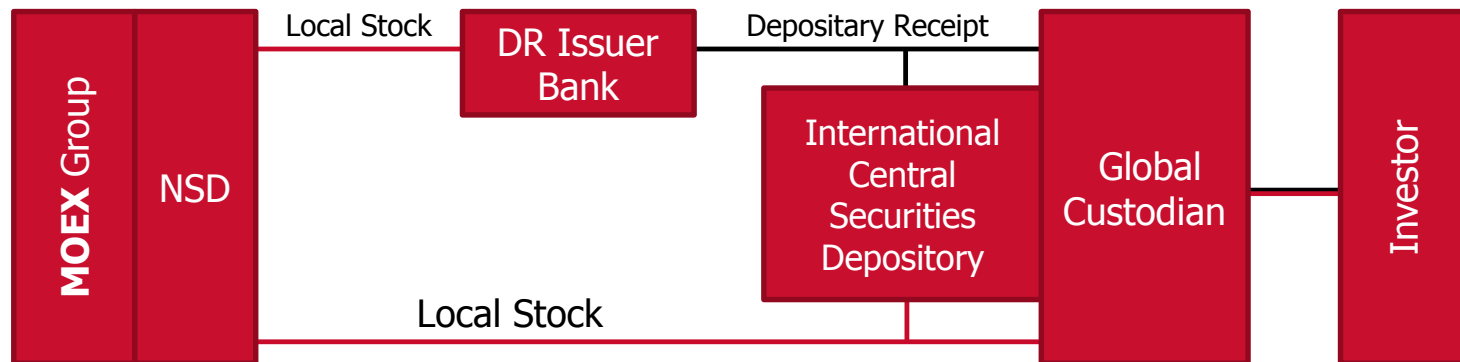 MOEX Group
NSD
Local Stock
DR Issuer
Bank
Depositary Receipt
International
Central
Securities
Depository
Global
Custodian
Investor
Local Stock